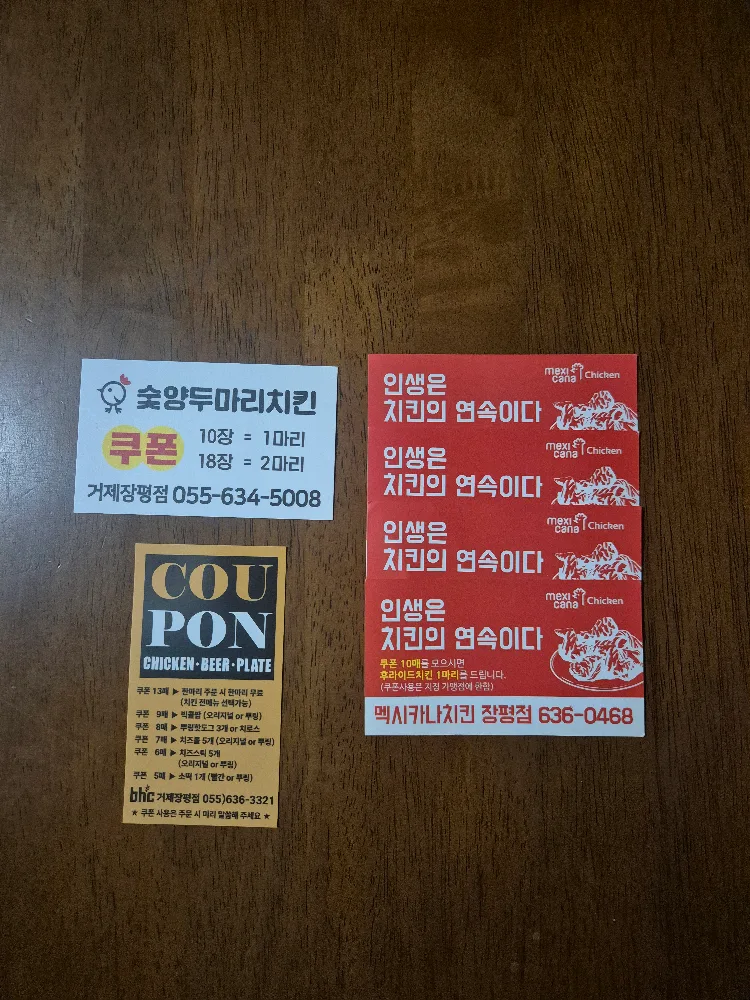 숯양두마리치킨
쿠폰
10장 = 1마리
18장 = 2마리
거제장평점 055-634-5008
COU
PON
CHICKEN·BEER·PLATE
쿠폰 13매 ▶ 한마리 주문 시 한마리 무료
(치킨 전메뉴 선택가능)
쿠폰 9매 ▶ 빅콜팝 (오리지널 or 뿌링)
쿠폰 8매 ▶ 뿌링핫도그 3개 or 치로스
쿠폰 7매 ▶ 치즈볼 5개 (오리지널 or 뿌링)
쿠폰 6매 ▶ 치즈스틱 5개
(오리지널 or 뿌링)
쿠폰 5매 ▶ 소떡 1개 (빨간 or 뿌링)
bhc 거제장평점 055)636-3321
★ 쿠폰 사용은 주문 시 미리 말씀해 주세요 ★
인생은
치킨의 연속이다
mexi
cana Chicken
인생은
치킨의 연속이다
mexi
cana Chicken
인생은
치킨의 연속이다
mexi
cana Chicken
인생은
치킨의 연속이다
mexi
cana Chicken
쿠폰 10매를 모으시면
후라이드치킨 1마리를 드립니다.
(쿠폰사용은 지정 가맹점에 한함)
멕시카나치킨 장평점 636-0468